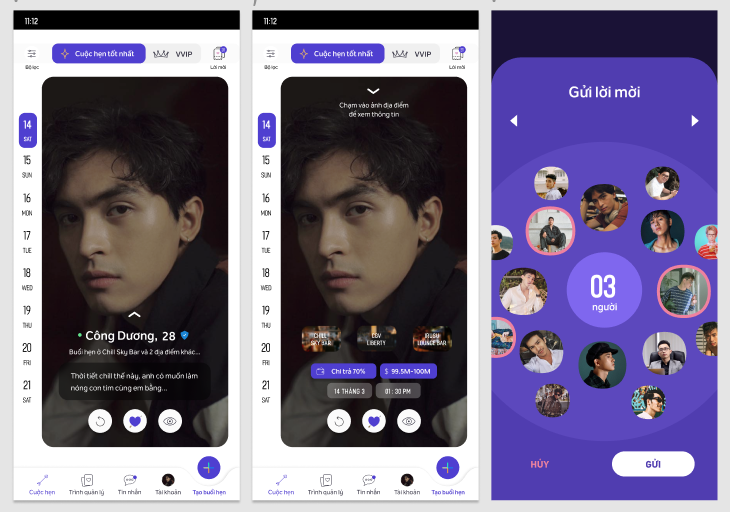 11:12
Cuộc hẹn tốt nhất
VVIP
Bộ lọc
Lời mời
14
SAT
15
SUN
16
MON
17
TUE
18
WED
19
THU
20
FRI
21
SAT
Công Dương, 28
Buổi hẹn ở Chill Sky Bar và 2 địa điểm khác...
Thời tiết chill thế này, anh có muốn làm
nóng con tim cùng em bằng...
Cuộc hẹn
Trình quản lý
Tin nhắn
Tài khoản
Tạo buổi hẹn
11:12
Cuộc hẹn tốt nhất
VVIP
Bộ lọc
Lời mời
Chạm vào ảnh địa điểm
để xem thông tin
14
SAT
15
SUN
16
MON
17
TUE
18
WED
19
THU
20
FRI
21
SAT
CHILL
SKY BAR
CGV
LIBERTY
BLUSH
LOUNGE BAR
Chi trả 70%
$ 99.5M-100M
14 THÁNG 3
01 : 30 PM
Cuộc hẹn
Trình quản lý
Tin nhắn
Tài khoản
Tạo buổi hẹn
Gửi lời mời
03
người
HỦY
GỬI